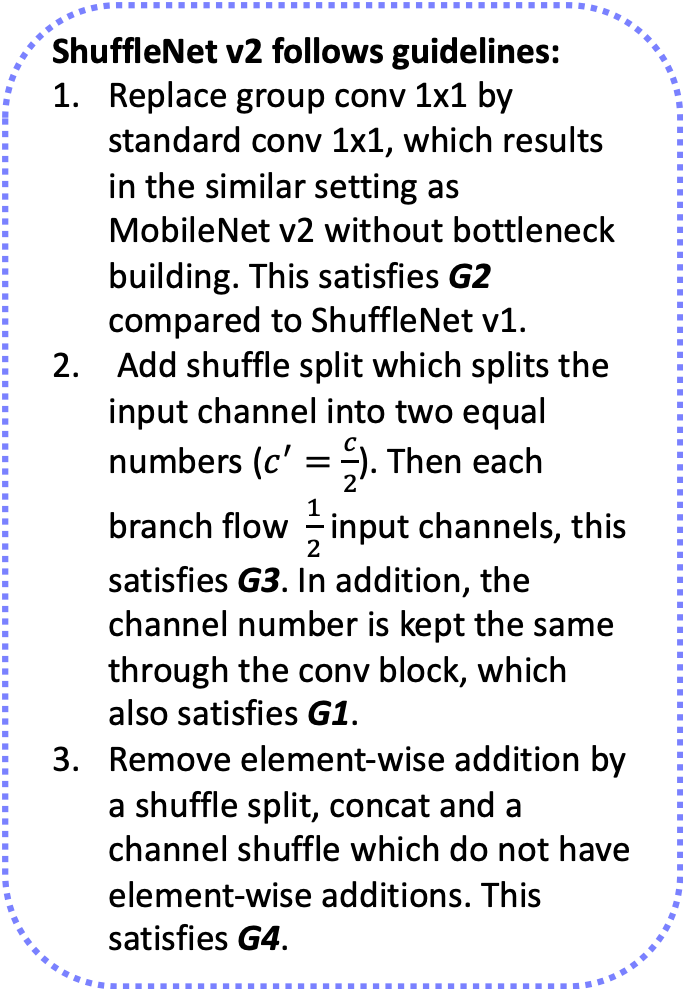 ShuffleNet v2 follows guidelines:
1. Replace group conv 1x1 by
standard conv 1x1, which results
in the similar setting as
MobileNet v2 without bottleneck
building. This satisfies G2
compared to ShuffleNet v1.
2. Add shuffle split which splits the
input channel into two equal
numbers (c′ = c/2). Then each
branch flow 1/2 input channels, this
satisfies G3. In addition, the
channel number is kept the same
through the conv block, which
also satisfies G1.
3. Remove element-wise addition by
a shuffle split, concat and a
channel shuffle which do not have
element-wise additions. This
satisfies G4.